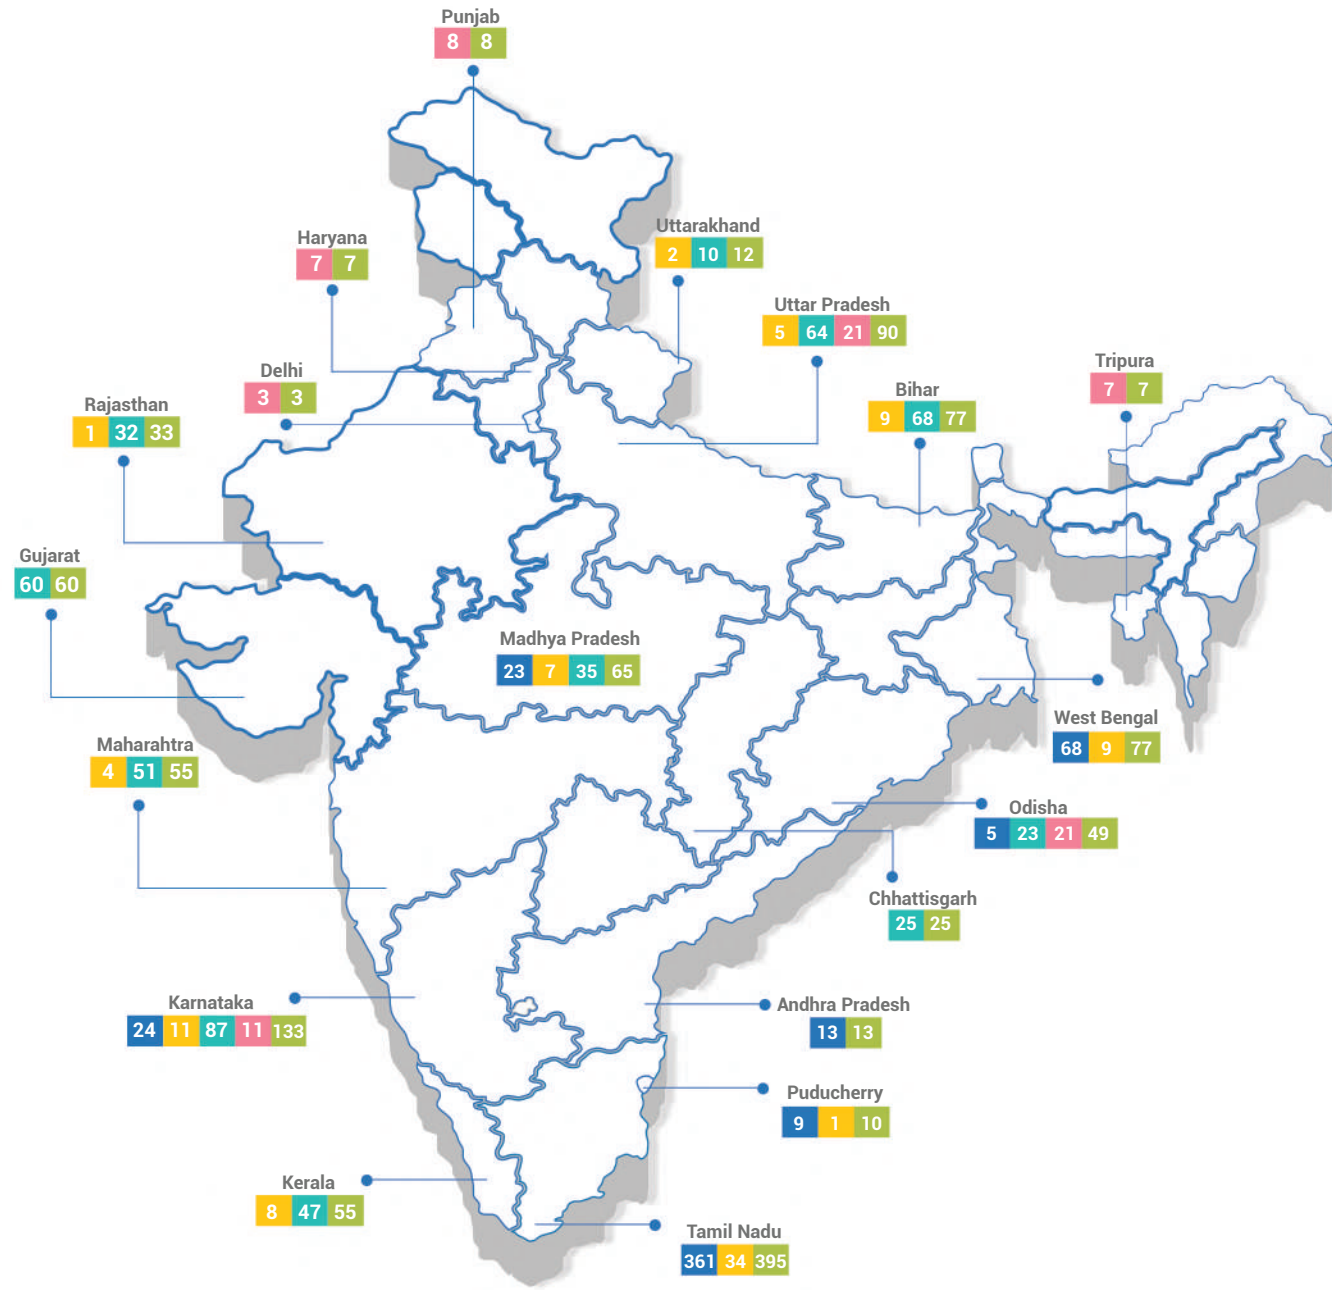 Punjab
8 8
Haryana
7 7
Uttarakhand
2 10 12
Uttar Pradesh
5 64 21 90
Delhi
3 3
Tripura
7 7
Rajasthan
1 32 33
Bihar
9 68 77
Gujarat
60 60
Madhya Pradesh
23 7 35 65
West Bengal
68 9 77
Maharahtra
4 51 55
Odisha
5 23 21 49
Chhattisgarh
25 25
Karnataka
24 11 87 11 133
Andhra Pradesh
13 13
Puducherry
9 1 10
Kerala
8 47 55
Tamil Nadu
361 34 395